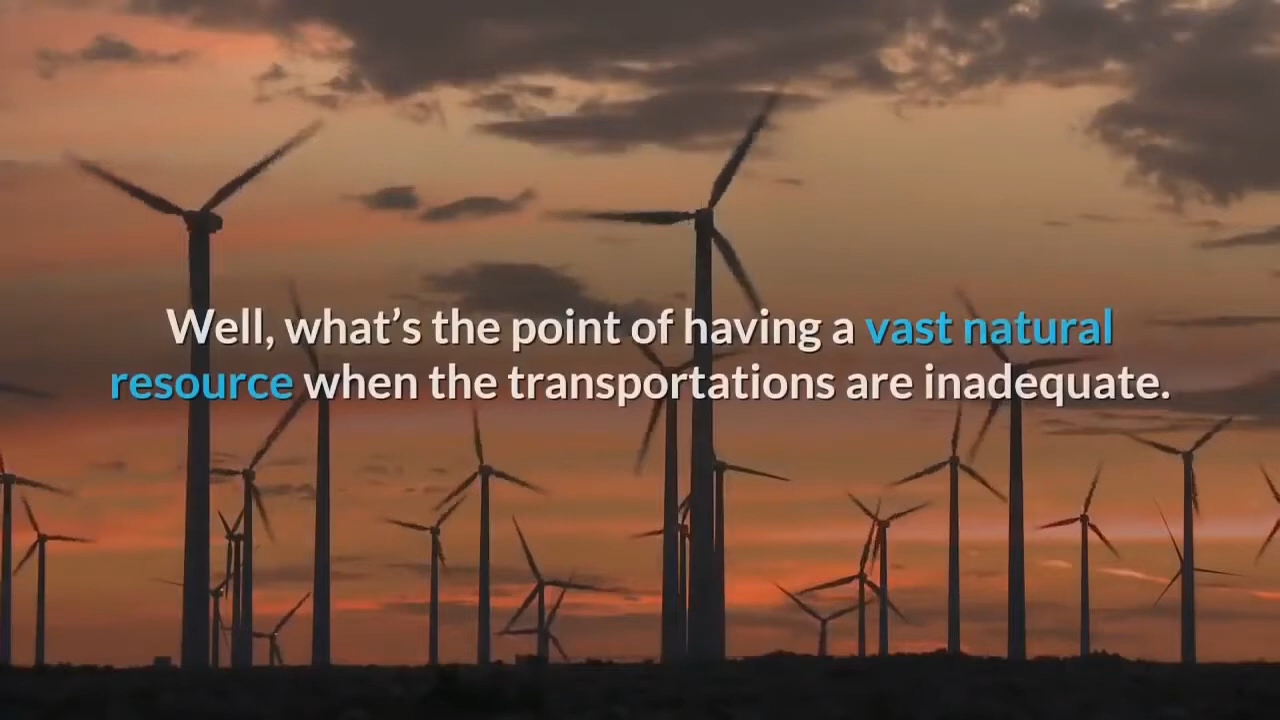 Well, what’s the point of having a vast natural
resource when the transportations are inadequate.